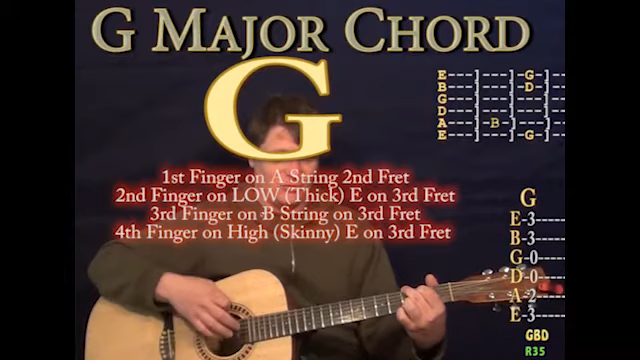 G MAJOR CHORD
G
1st Finger on A String 2nd Fret
2nd Finger on LOW (Thick) E on 3rd Fret
3rd Finger on B String on 3rd Fret
4th Finger on High (Skinny) E on 3rd Fret
E----]----]--G-]--
B----]----]--D-]--
G----]----]----]--
D----]----]----]--
A----]--B-]----]--
E----]----]--G-]--
G
E-3-----
B-3-----
G-0-----
D-0-----
A-2-----
E-3-----
GBD
R35